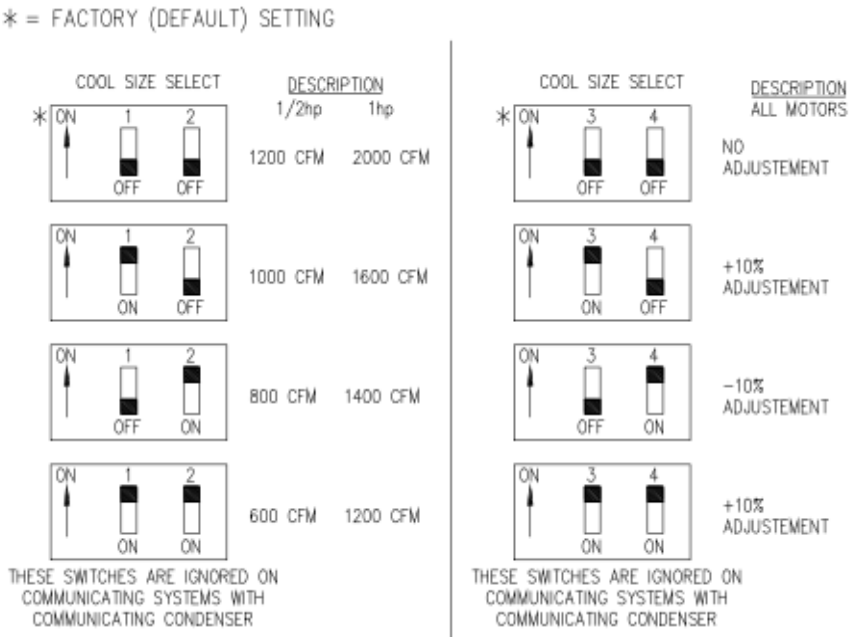 * = FACTORY (DEFAULT) SETTING
COOL SIZE SELECT
DESCRIPTION
1/2hp 1hp
* ON 1 2
OFF OFF
1200 CFM 2000 CFM
ON 1 2
ON OFF
1000 CFM 1600 CFM
ON 1 2
OFF ON
800 CFM 1400 CFM
ON 1 2
ON ON
600 CFM 1200 CFM
THESE SWITCHES ARE IGNORED ON
COMMUNICATING SYSTEMS WITH
COMMUNICATING CONDENSER
COOL SIZE SELECT
DESCRIPTION
ALL MOTORS
* ON 3 4
OFF OFF
NO
ADJUSTEMENT
ON 3 4
ON OFF
+10%
ADJUSTEMENT
ON 3 4
OFF ON
-10%
ADJUSTEMENT
ON 3 4
ON ON
+10%
ADJUSTEMENT
THESE SWITCHES ARE IGNORED ON
COMMUNICATING SYSTEMS WITH
COMMUNICATING CONDENSER